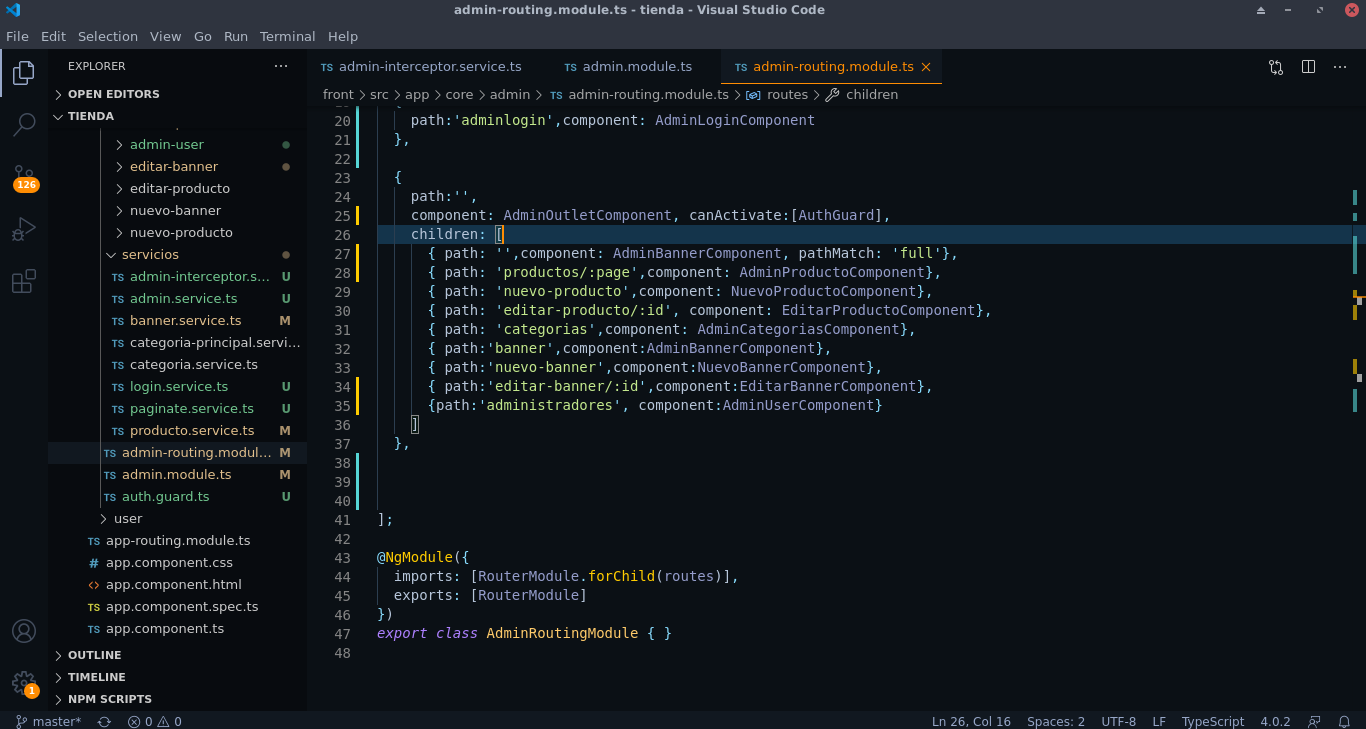 admin-routing.module.ts - tienda - Visual Studio Code
File Edit Selection View Go Run Terminal Help
EXPLORER
OPEN EDITORS
TIENDA
admin-user
editar-banner
editar-producto
nuevo-banner
nuevo-producto
servicios
TS admin-interceptor.s... U
TS admin.service.ts U
TS banner.service.ts M
TS categoria-principal.servi...
TS categoria.service.ts
TS login.service.ts U
TS paginate.service.ts U
TS producto.service.ts M
TS admin-routing.modul... M
TS admin.module.ts M
TS auth.guard.ts U
user
TS app-routing.module.ts
# app.component.css
<> app.component.html
TS app.component.spec.ts
TS app.component.ts
OUTLINE
TIMELINE
NPM SCRIPTS
126
1
TS admin-interceptor.service.ts TS admin.module.ts TS admin-routing.module.ts
front > src > app > core > admin > TS admin-routing.module.ts > routes > children
20 path:'adminlogin',component: AdminLoginComponent
21 },
22
23 {
24 path:'',
25 component: AdminOutletComponent, canActivate:[AuthGuard],
26 children: [
27 { path: '',component: AdminBannerComponent, pathMatch: 'full'},
28 { path: 'productos/:page',component: AdminProductoComponent},
29 { path: 'nuevo-producto',component: NuevoProductoComponent},
30 { path: 'editar-producto/:id', component: EditarProductoComponent},
31 { path: 'categorias',component: AdminCategoriasComponent},
32 { path:'banner',component:AdminBannerComponent},
33 { path:'nuevo-banner',component:NuevoBannerComponent},
34 { path:'editar-banner/:id',component:EditarBannerComponent},
35 {path:'administradores', component:AdminUserComponent}
36 ]
37 },
38
39
40
41 ];
42
43 @NgModule({
44 imports: [RouterModule.forChild(routes)],
45 exports: [RouterModule]
46 })
47 export class AdminRoutingModule { }
48
master* 0 0 Ln 26, Col 16 Spaces: 2 UTF-8 LF TypeScript 4.0.2